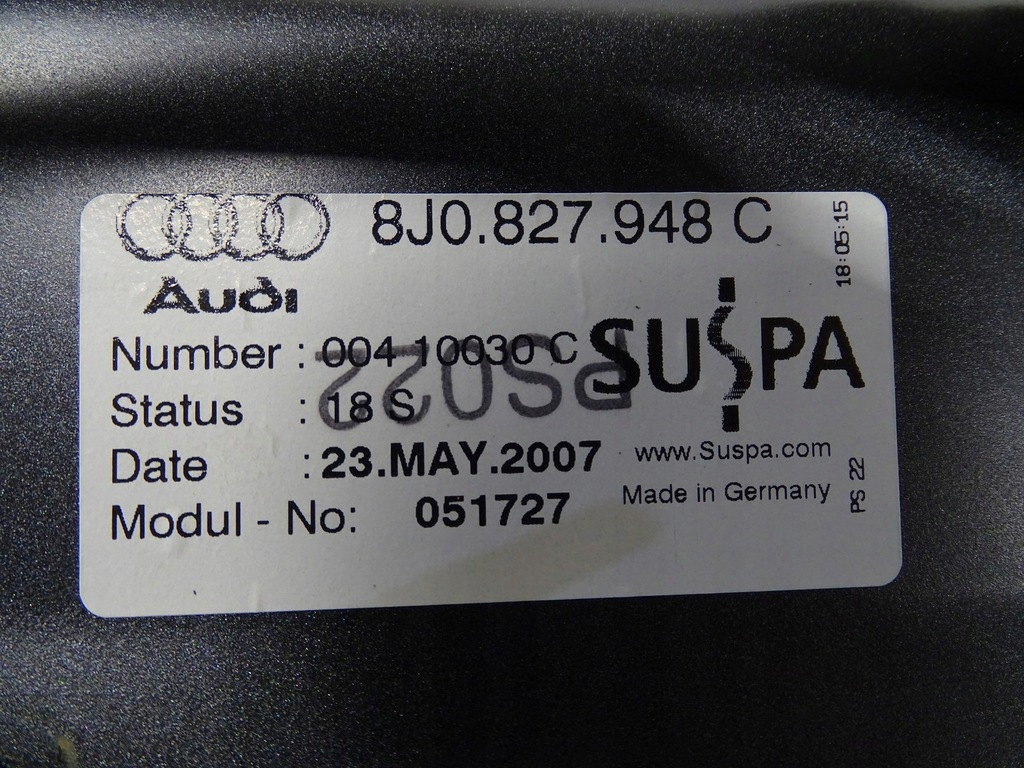 8J0.827.948 C
18:05:15
Audi
Number : 004 10030 C
SUSPA
PS022
Status : 18 S
Date : 23.MAY.2007
www.Suspa.com
Modul - No: 051727
Made in Germany
PS 22